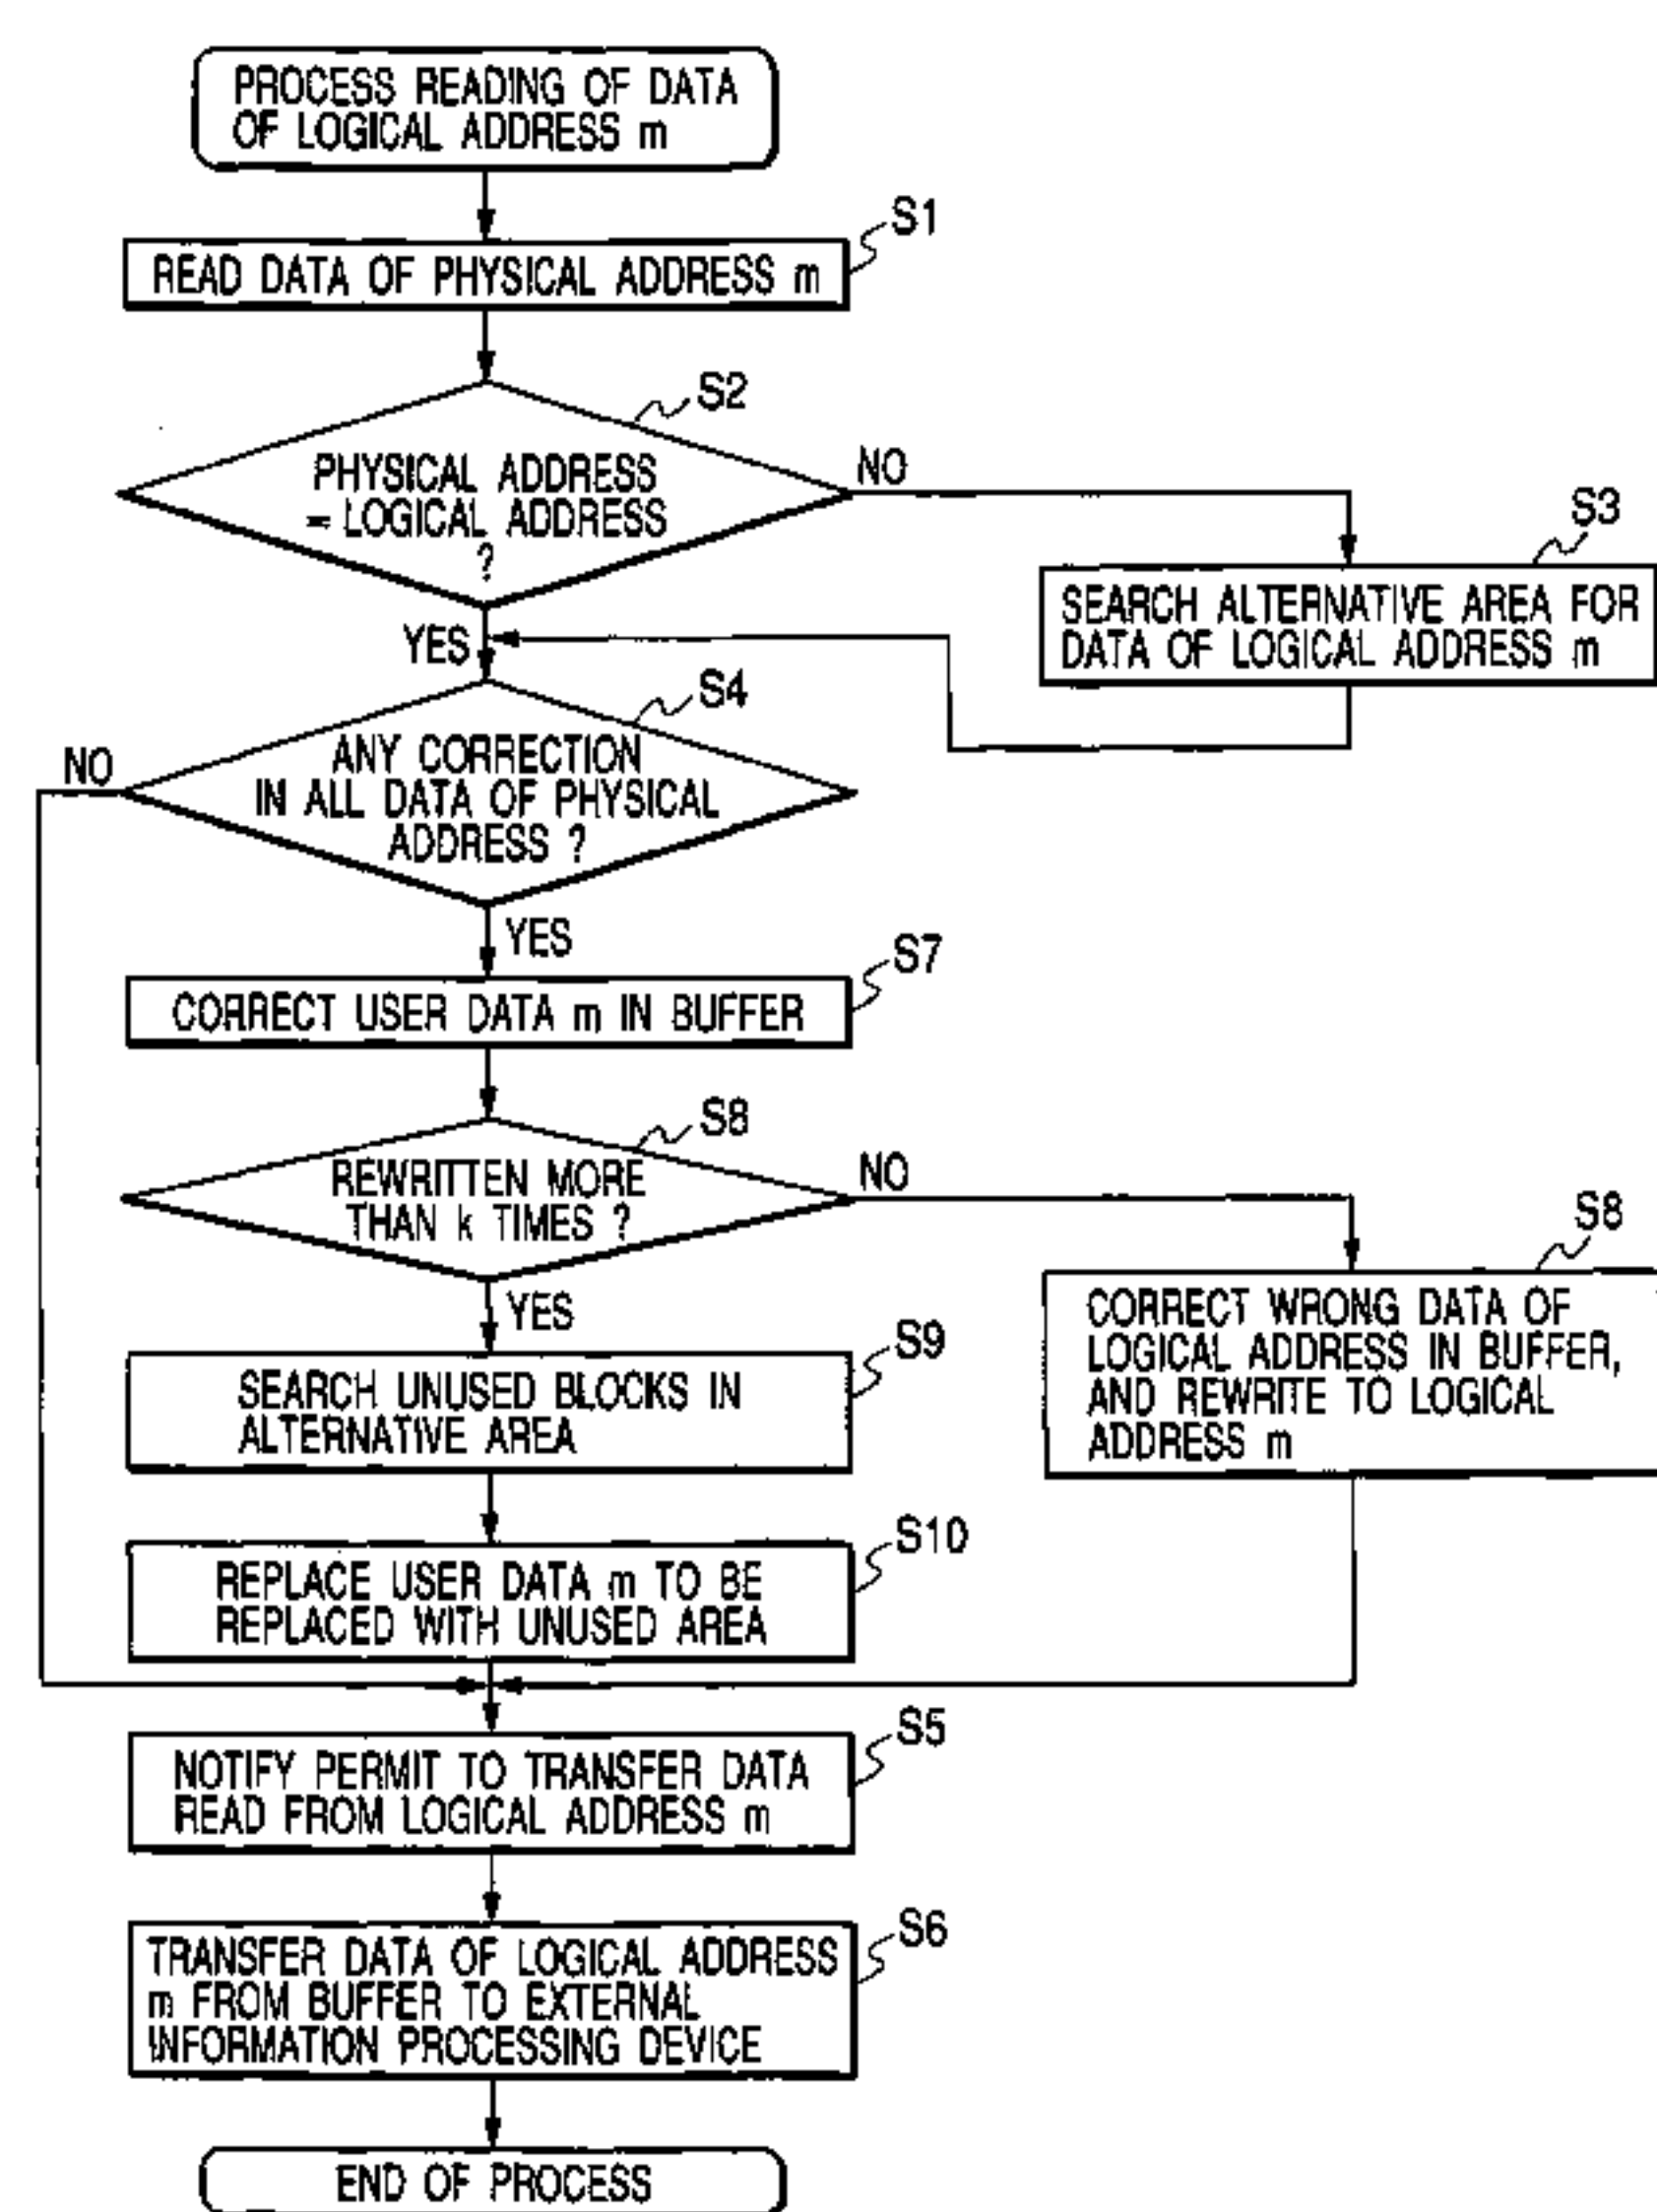 PROCESS READING OF DATA
OF LOGICAL ADDRESS m
S1
READ DATA OF PHYSICAL ADDRESS m
S2
PHYSICAL ADDRESS
= LOGICAL ADDRESS
?
NO
S3
SEARCH ALTERNATIVE AREA FOR
DATA OF LOGICAL ADDRESS m
YES
S4
ANY CORRECTION
IN ALL DATA OF PHYSICAL
ADDRESS ?
NO
YES
S7
CORRECT USER DATA m IN BUFFER
S8
REWRITTEN MORE
THAN k TIMES ?
NO
S8
CORRECT WRONG DATA OF
LOGICAL ADDRESS IN BUFFER,
AND REWRITE TO LOGICAL
ADDRESS m
YES
S9
SEARCH UNUSED BLOCKS IN
ALTERNATIVE AREA
S10
REPLACE USER DATA m TO BE
REPLACED WITH UNUSED AREA
S5
NOTIFY PERMIT TO TRANSFER DATA
READ FROM LOGICAL ADDRESS m
S6
TRANSFER DATA OF LOGICAL ADDRESS
m FROM BUFFER TO EXTERNAL
INFORMATION PROCESSING DEVICE
END OF PROCESS